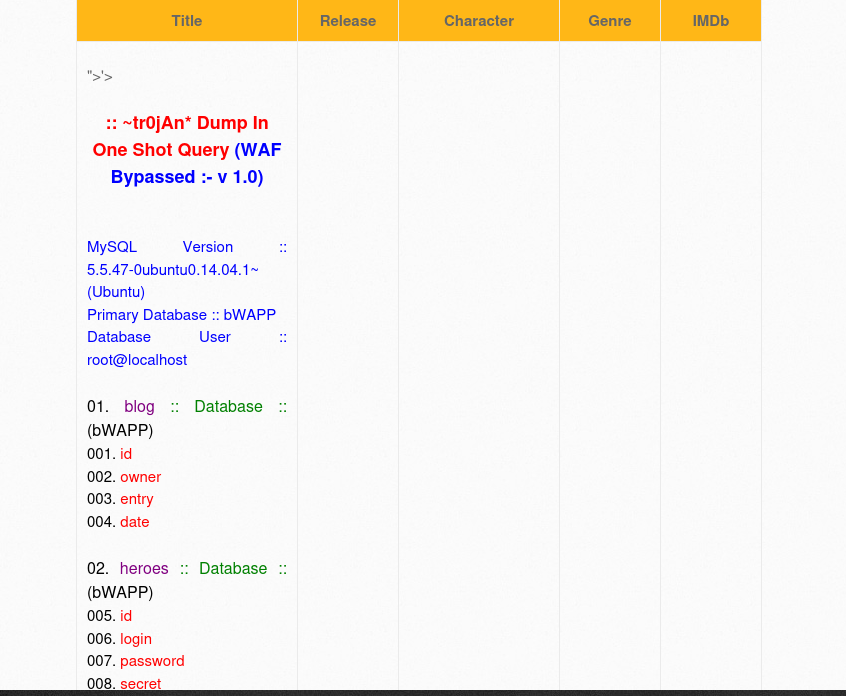 Title Release Character Genre IMDb
">'>
:: ~tr0jAn* Dump In
One Shot Query (WAF
Bypassed :- v 1.0)
MySQL Version ::
5.5.47-0ubuntu0.14.04.1~
(Ubuntu)
Primary Database :: bWAPP
Database User ::
root@localhost
01. blog :: Database ::
(bWAPP)
001. id
002. owner
003. entry
004. date
02. heroes :: Database ::
(bWAPP)
005. id
006. login
007. password
008. secret